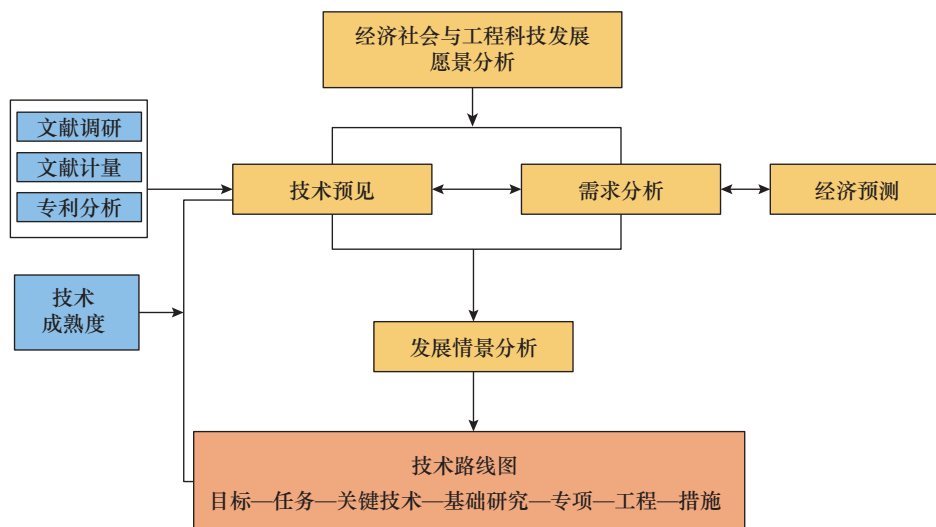 经济社会与工程科技发展
愿景分析
文献调研
文献计量
专利分析
技术预见
需求分析
经济预测
技术
成熟度
发展情景分析
技术路线图
目标—任务—关键技术—基础研究—专项—工程—措施